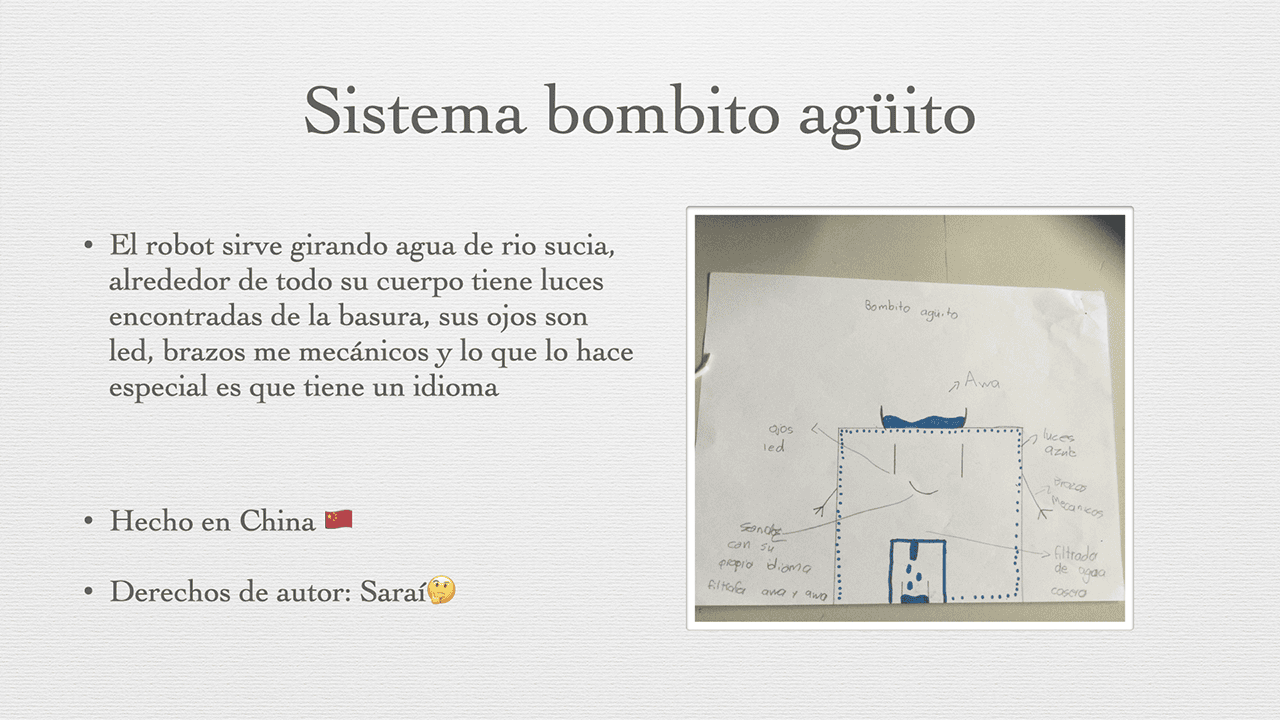 Sistema bombito agüito
• El robot sirve girando agua de rio sucia,
alrededor de todo su cuerpo tiene luces
encontradas de la basura, sus ojos son
led, brazos me mecánicos y lo que lo hace
especial es que tiene un idioma
• Hecho en China 🇨🇳
• Derechos de autor: Saraí🤔
Bombito agüito
Awa
ojos
led
luces
azul
brazos
mecanicos
con su
propio idioma
awa y awa
filtrado
de agua
casero